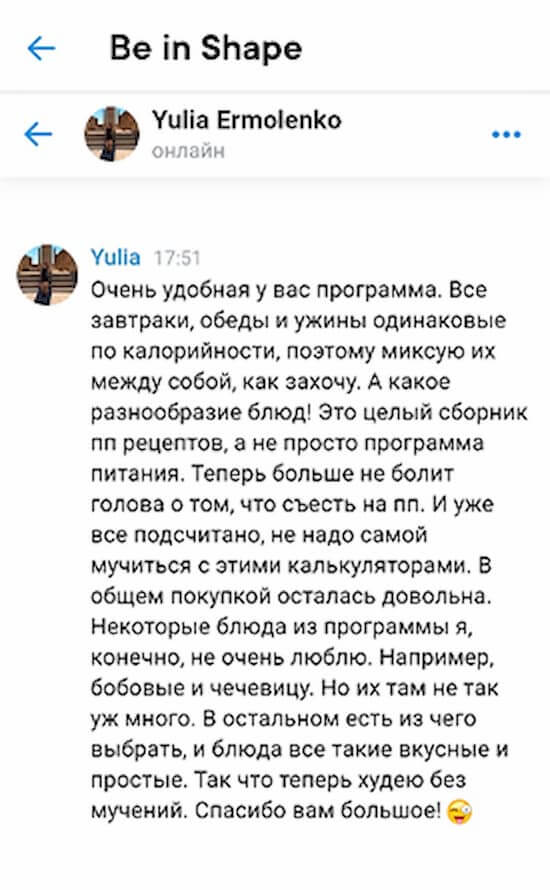 Be in Shape
Yulia Ermolenko
онлайн
Yulia 17:51
Очень удобная у вас программа. Все
завтраки, обеды и ужины одинаковые
по калорийности, поэтому миксую их
между собой, как захочу. А какое
разнообразие блюд! Это целый сборник
пп рецептов, а не просто программа
питания. Теперь больше не болит
голова о том, что съесть на пп. И уже
все подсчитано, не надо самой
мучиться с этими калькуляторами. В
общем покупкой осталась довольна.
Некоторые блюда из программы я,
конечно, не очень люблю. Например,
бобовые и чечевицу. Но их там не так
уж много. В остальном есть из чего
выбрать, и блюда все такие вкусные и
простые. Так что теперь худею без
мучений. Спасибо вам большое! 😜